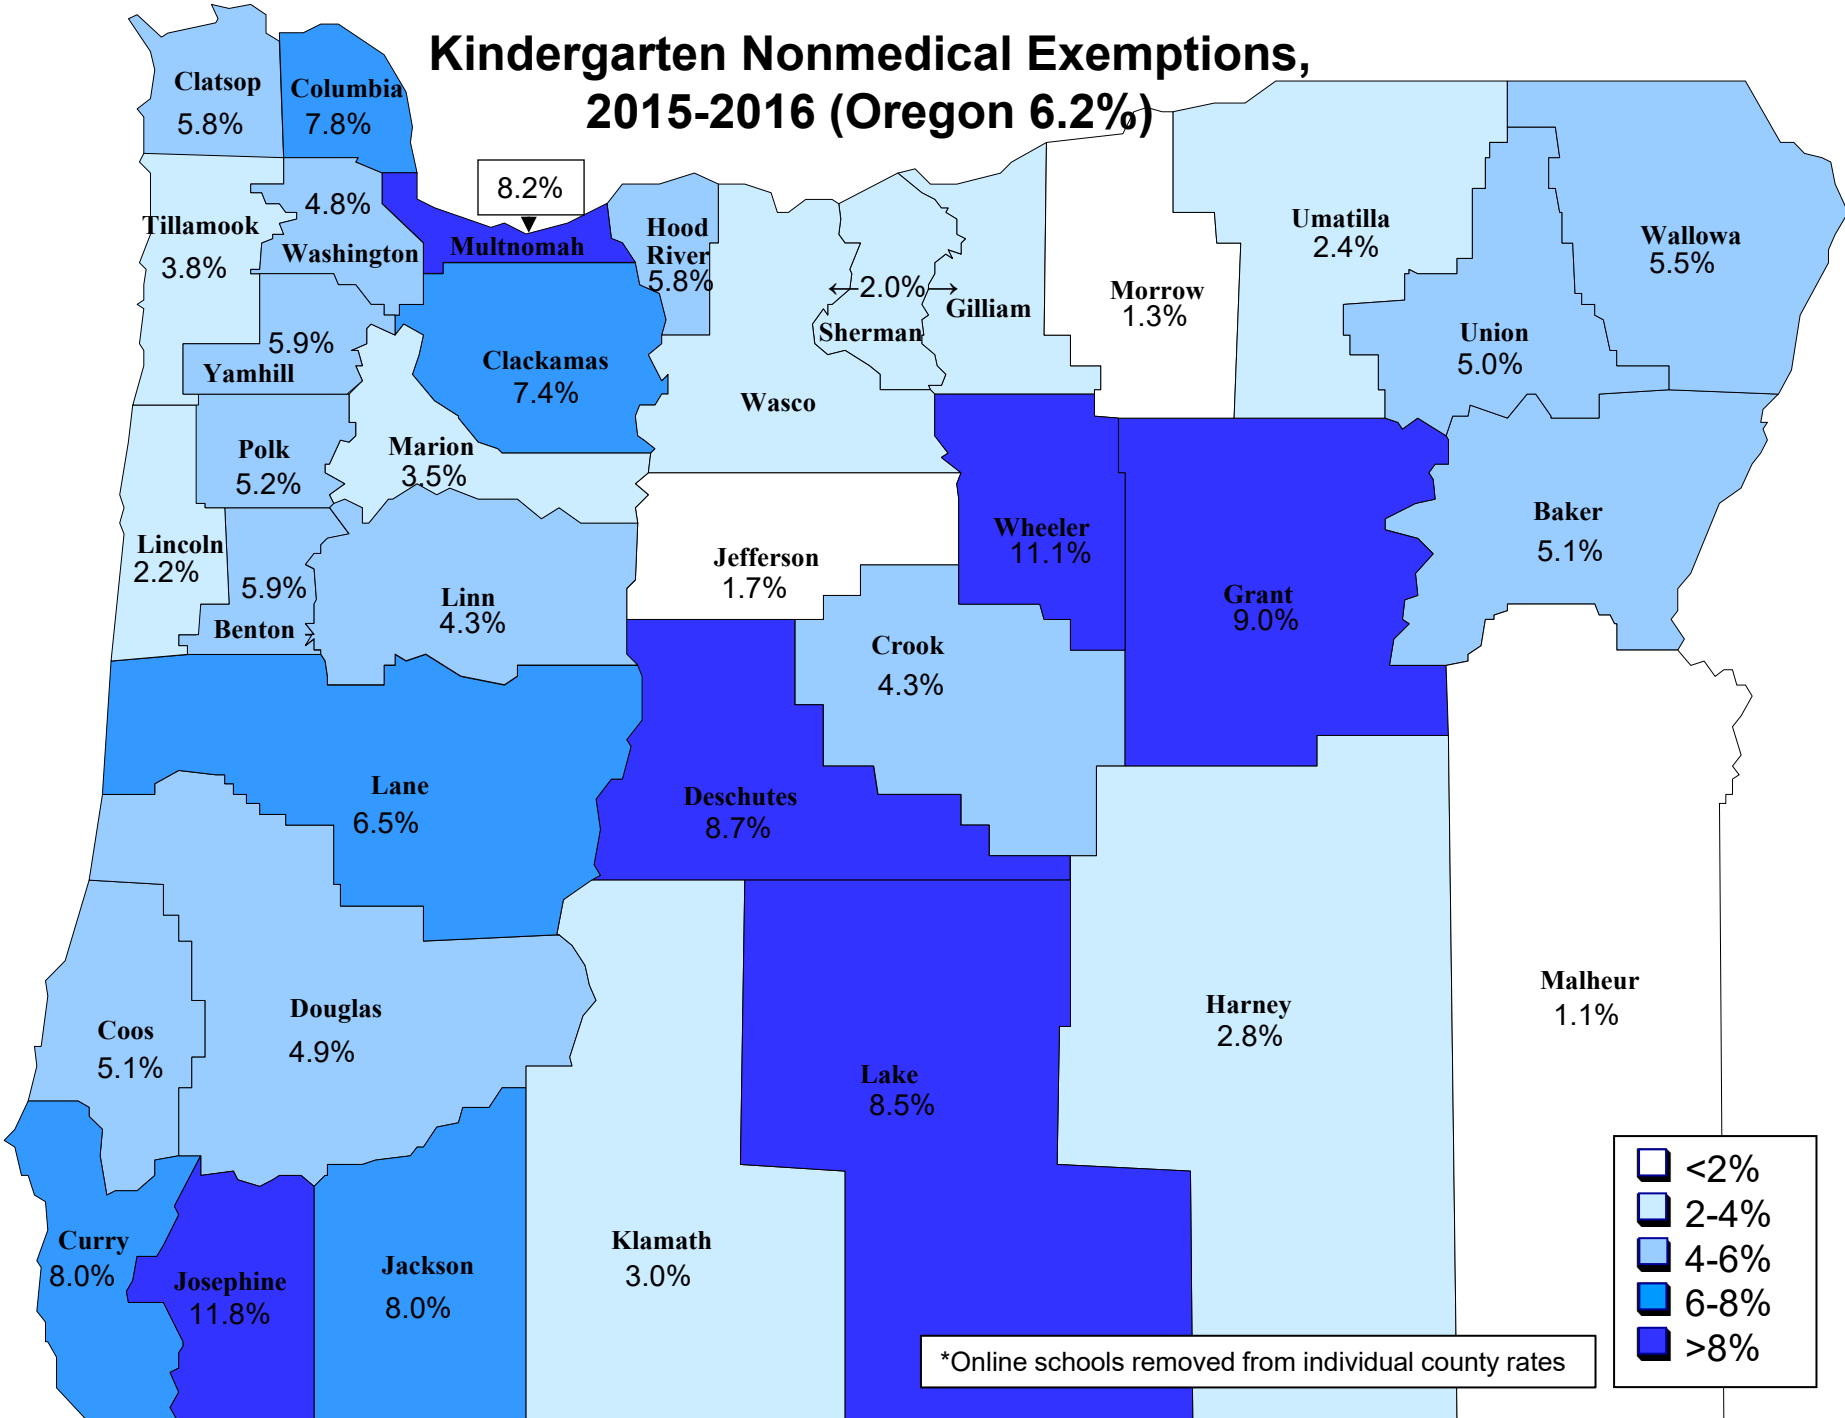 Kindergarten Nonmedical Exemptions,
2015-2016 (Oregon 6.2%)
Clatsop
5.8%
Columbia
7.8%
8.2%
Multnomah
4.8%
Washington
Tillamook
3.8%
Hood
River
5.8%
5.9%
Yamhill
Clackamas
7.4%
Wasco
2.0%
Sherman
Gilliam
Morrow
1.3%
Umatilla
2.4%
Union
5.0%
Wallowa
5.5%
Polk
5.2%
Marion
3.5%
Lincoln
2.2%
5.9%
Benton
Linn
4.3%
Jefferson
1.7%
Wheeler
11.1%
Grant
9.0%
Baker
5.1%
Crook
4.3%
Lane
6.5%
Deschutes
8.7%
Coos
5.1%
Douglas
4.9%
Lake
8.5%
Harney
2.8%
Malheur
1.1%
Curry
8.0%
Josephine
11.8%
Jackson
8.0%
Klamath
3.0%
<2%
2-4%
4-6%
6-8%
>8%
*Online schools removed from individual county rates